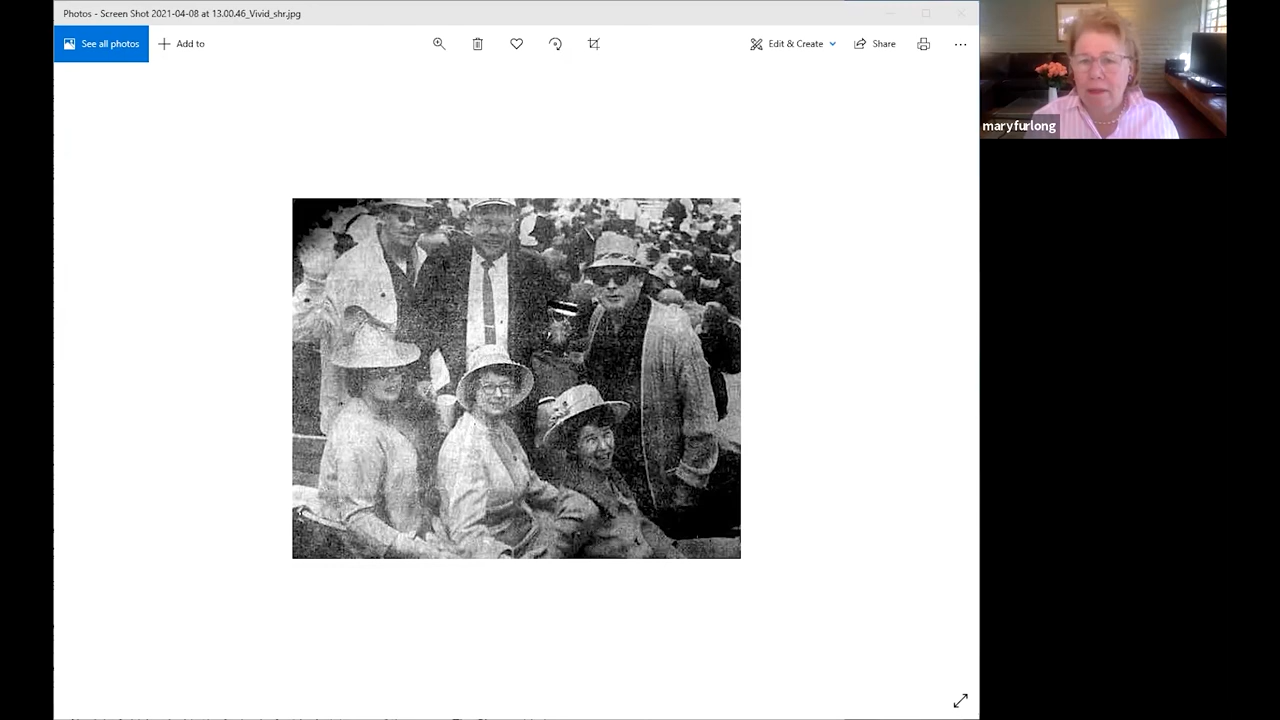 Photos - Screen Shot 2021-04-08 at 13.00.46_Vivid_shr.jpg
See all photos
Add to
Edit & Create
Share
maryfurlong